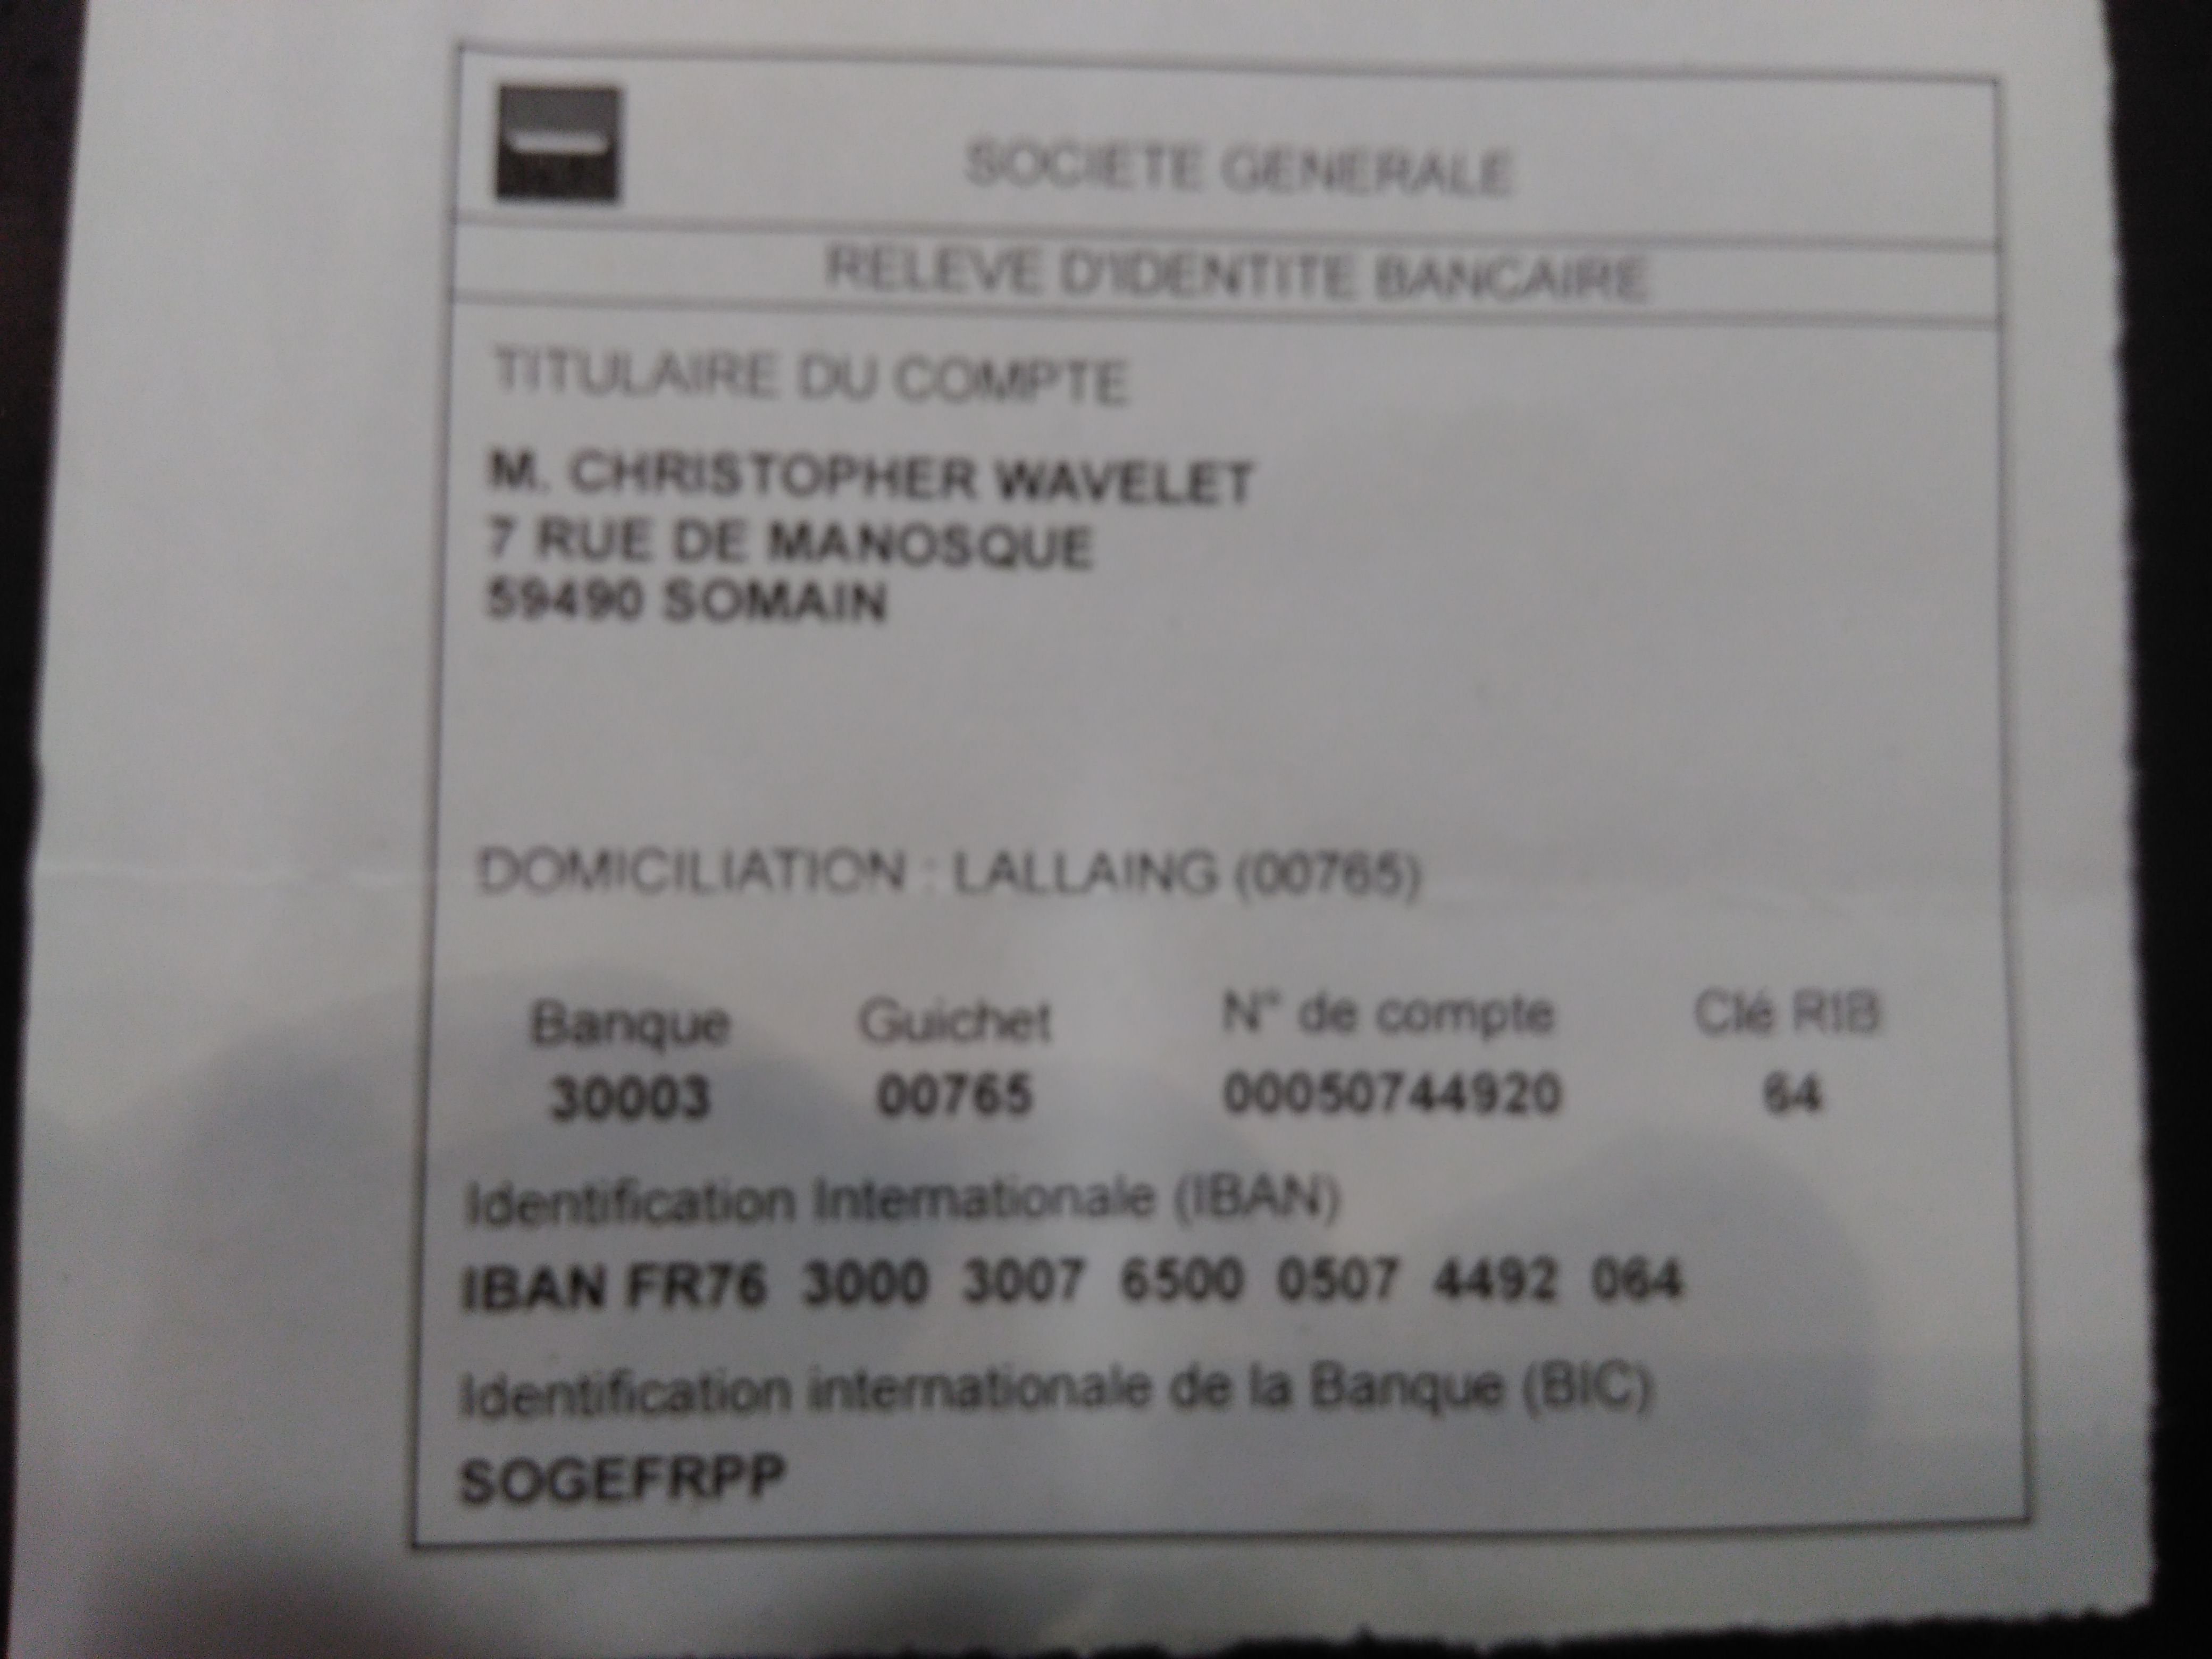 SOCIETE GENERALE
RELEVE D'IDENTITE BANCAIRE
TITULAIRE DU COMPTE
M. CHRISTOPHER WAVELET
7 RUE DE MANOSQUE
59490 SOMAIN
DOMICILIATION : LALLAING (00765)
Banque Guichet N° de compte Clé RIB
30003 00765 00050744920 64
Identification Internationale (IBAN)
IBAN FR76 3000 3007 6500 0507 4492 064
Identification internationale de la Banque (BIC)
SOGEFRPP